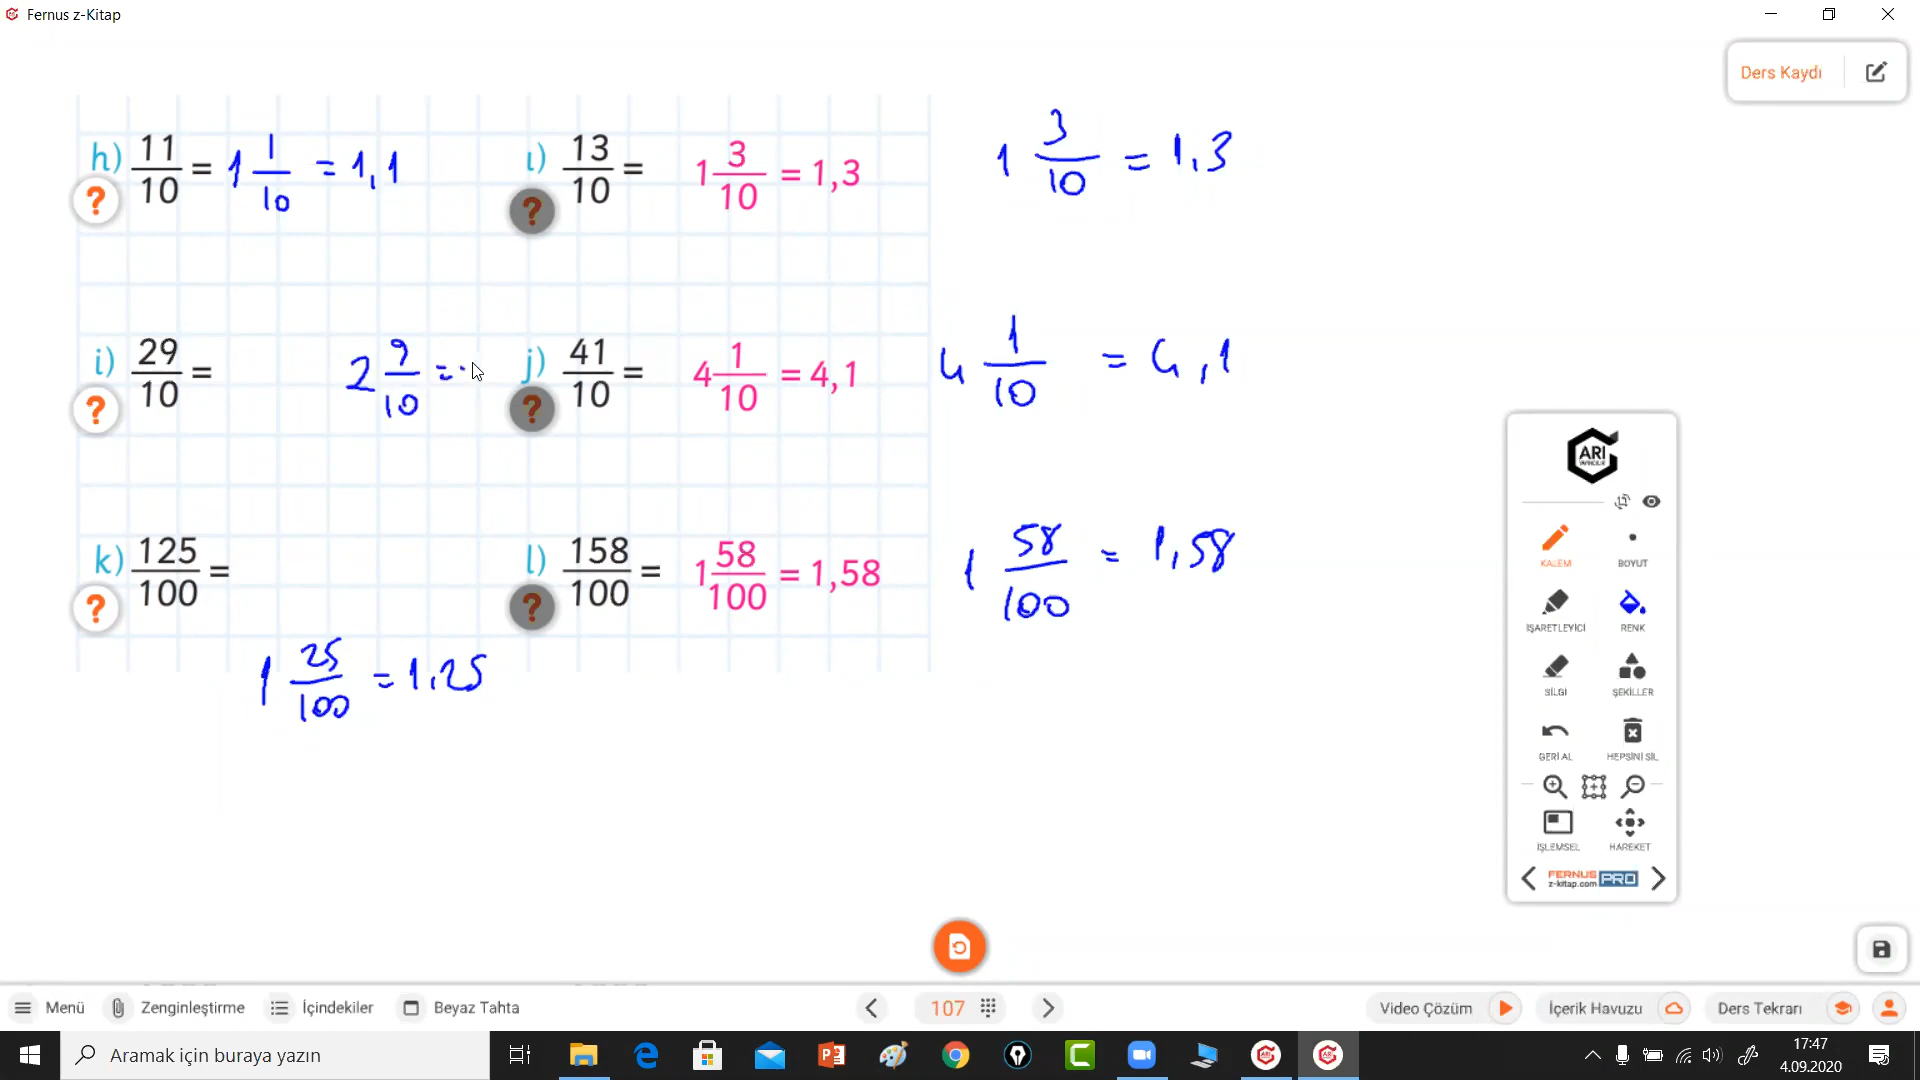 Fernus z-Kitap
Ders Kaydı
h) 11/10 = 1 1/10 = 1,1
ı) 13/10 = 1 3/10 = 1,3
1 3/10 = 1,3
i) 29/10 = 2 9/10 =
j) 41/10 = 4 1/10 = 4,1
4 1/10 = 4,1
k) 125/100 =
l) 158/100 = 1 58/100 = 1,58
1 58/100 = 1,58
1 25/100 = 1,25
?
?
?
?
?
?
ARI
YAYINCILIK
KALEM
BOYUT
İŞARETLEYİCİ
RENK
SİLGİ
ŞEKİLLER
GERİ AL
HEPSİNİ SİL
İŞLEMSEL
HAREKET
FERNUS
z-kitap.com
PRO
Menü
Zenginleştirme
İçindekiler
Beyaz Tahta
107
Video Çözüm
İçerik Havuzu
Ders Tekrarı
Aramak için buraya yazın
17:47
4.09.2020